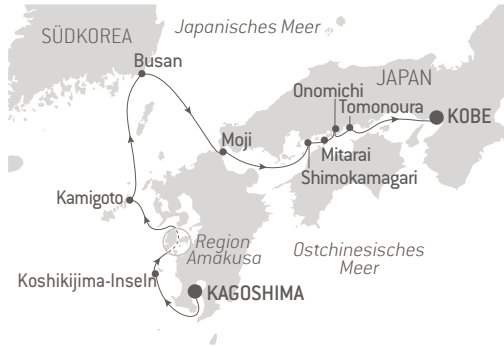 Japanisches Meer
SÜDKOREA
Busan
JAPAN
Onomichi
Tomonoura
KOBE
Moji
Mitarai
Shimokamagari
Kamigoto
Region
Amakusa
Ostchinesisches
Meer
Koshikijima-Inseln
KAGOSHIMA